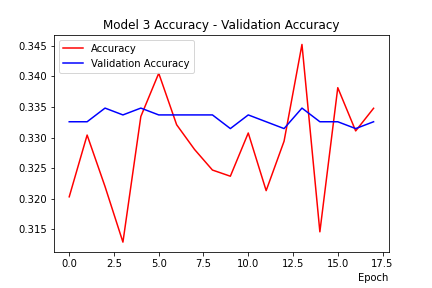 Model 3 Accuracy - Validation Accuracy
0.345
0.340
0.335
0.330
0.325
0.320
0.315
Accuracy
Validation Accuracy
0.0 2.5 5.0 7.5 10.0 12.5 15.0 17.5
Epoch